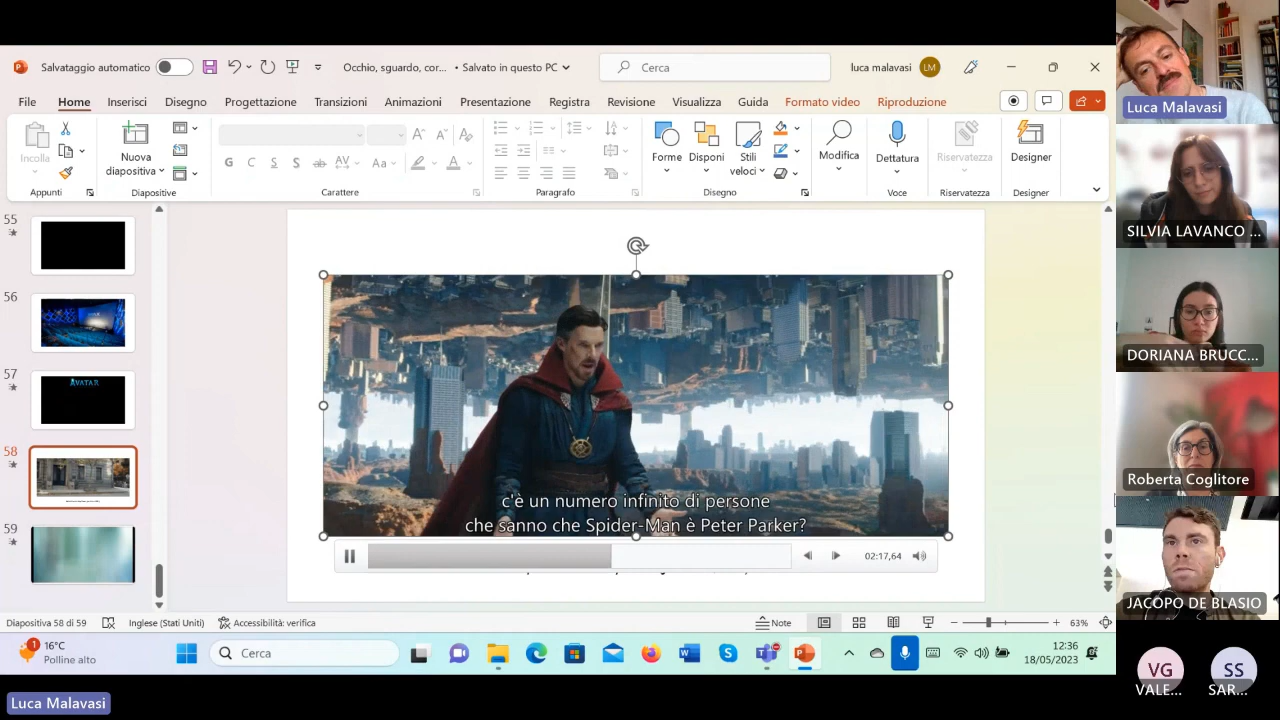 Salvataggio automatico
Occhio, sguardo, cor... • Salvato in questo PC
Cerca
luca malavasi
LM
File Home Inserisci Disegno Progettazione Transizioni Animazioni Presentazione Registra Revisione Visualizza Guida Formato video Riproduzione
Incolla
Nuova
diapositiva
G C S S ab AV Aa A
Forme Disponi Stili
veloci
Modifica
Dettatura
Riservatezza
Designer
Appunti Diapositive Carattere Paragrafo Disegno Voce Riservatezza Designer
55
56
57
AVATAR
58
59
c'è un numero infinito di persone
che sanno che Spider-Man è Peter Parker?
02:17,64
Diapositiva 58 di 59
Inglese (Stati Uniti)
Accessibilità: verifica
Note
63%
1
16°C
Polline alto
Cerca
12:36
18/05/2023
Luca Malavasi
Luca Malavasi
SILVIA LAVANCO ...
DORIANA BRUCC...
Roberta Coglitore
JACOPO DE BLASIO
VG SS
VALE... SAR...